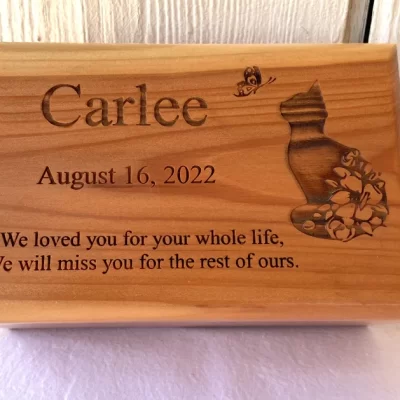 Carlee
August 16, 2022
We loved you for your whole life,
We will miss you for the rest of ours.